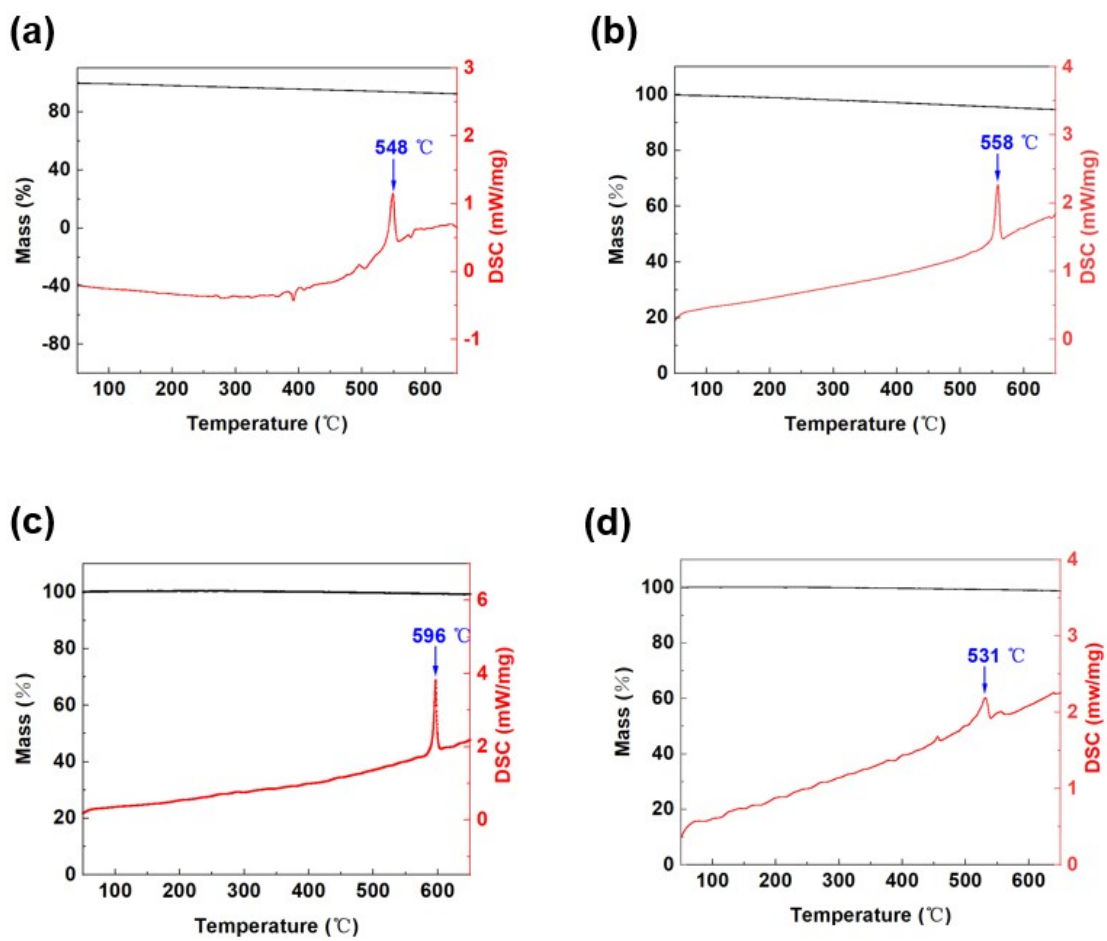 (a)
3
2
1
0
-1
80
40
0
-40
-80
548 ℃
Mass (%)
DSC (mW/mg)
100 200 300 400 500 600
Temperature (℃)
(b)
4
3
2
1
0
100
80
60
40
20
0
558 ℃
Mass (%)
DSC (mW/mg)
100 200 300 400 500 600
Temperature (℃)
(c)
6
4
2
0
100
80
60
40
20
0
596 ℃
Mass (%)
DSC (mW/mg)
100 200 300 400 500 600
Temperature (℃)
(d)
4
3
2
1
0
100
80
60
40
20
0
531 ℃
Mass (%)
DSC (mw/mg)
100 200 300 400 500 600
Temperature (℃)